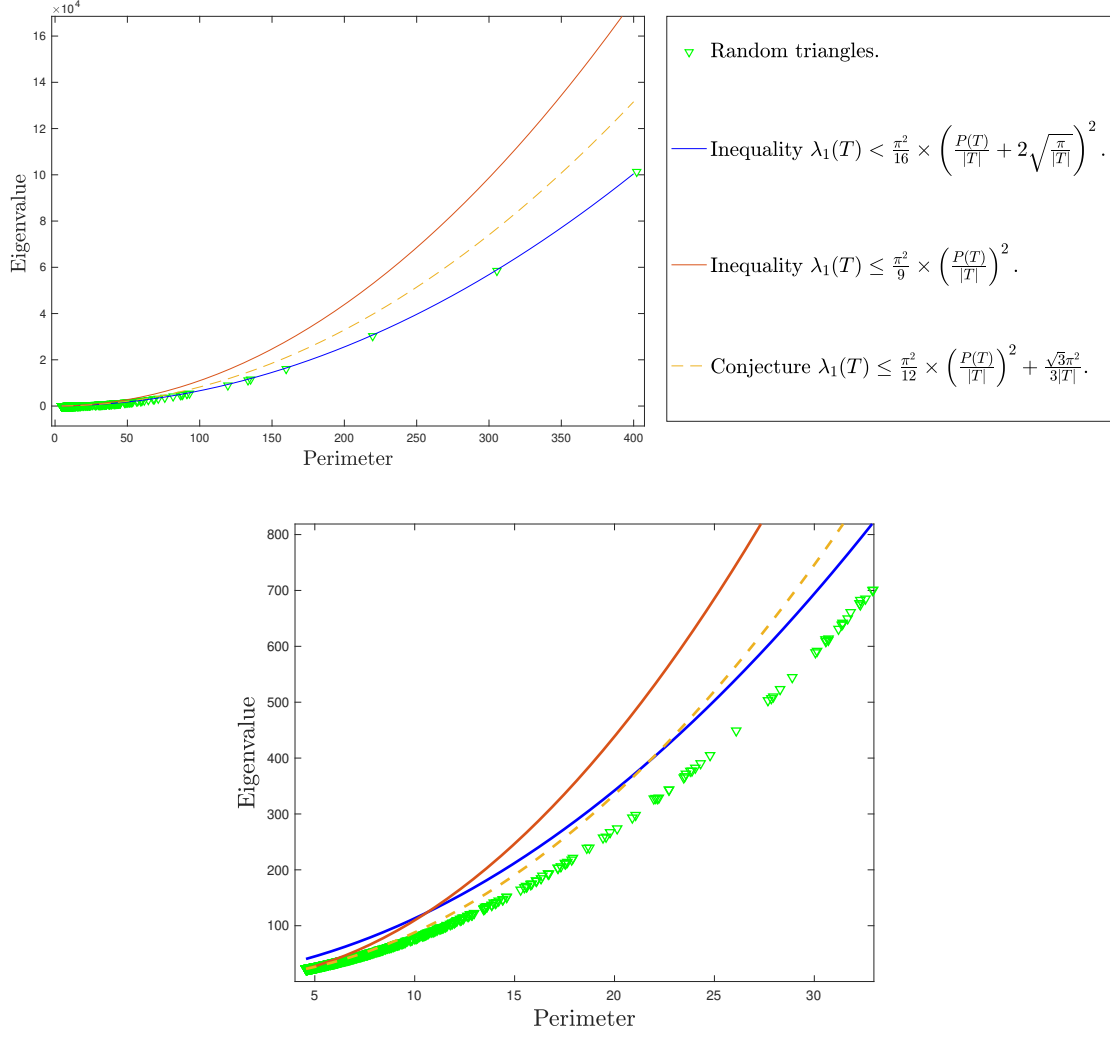 ×10⁴
16
14
12
10
8
6
4
2
0
Eigenvalue
0 50 100 150 200 250 300 350 400
Perimeter
Random triangles.
Inequality λ₁(T) < π²/16 × (P(T)/|T| + 2√(π/|T|))².
Inequality λ₁(T) ≤ π²/9 × (P(T)/|T|)².
Conjecture λ₁(T) ≤ π²/12 × (P(T)/|T|)² + √3π²/3|T|.
800
700
600
500
400
300
200
100
Eigenvalue
5 10 15 20 25 30
Perimeter